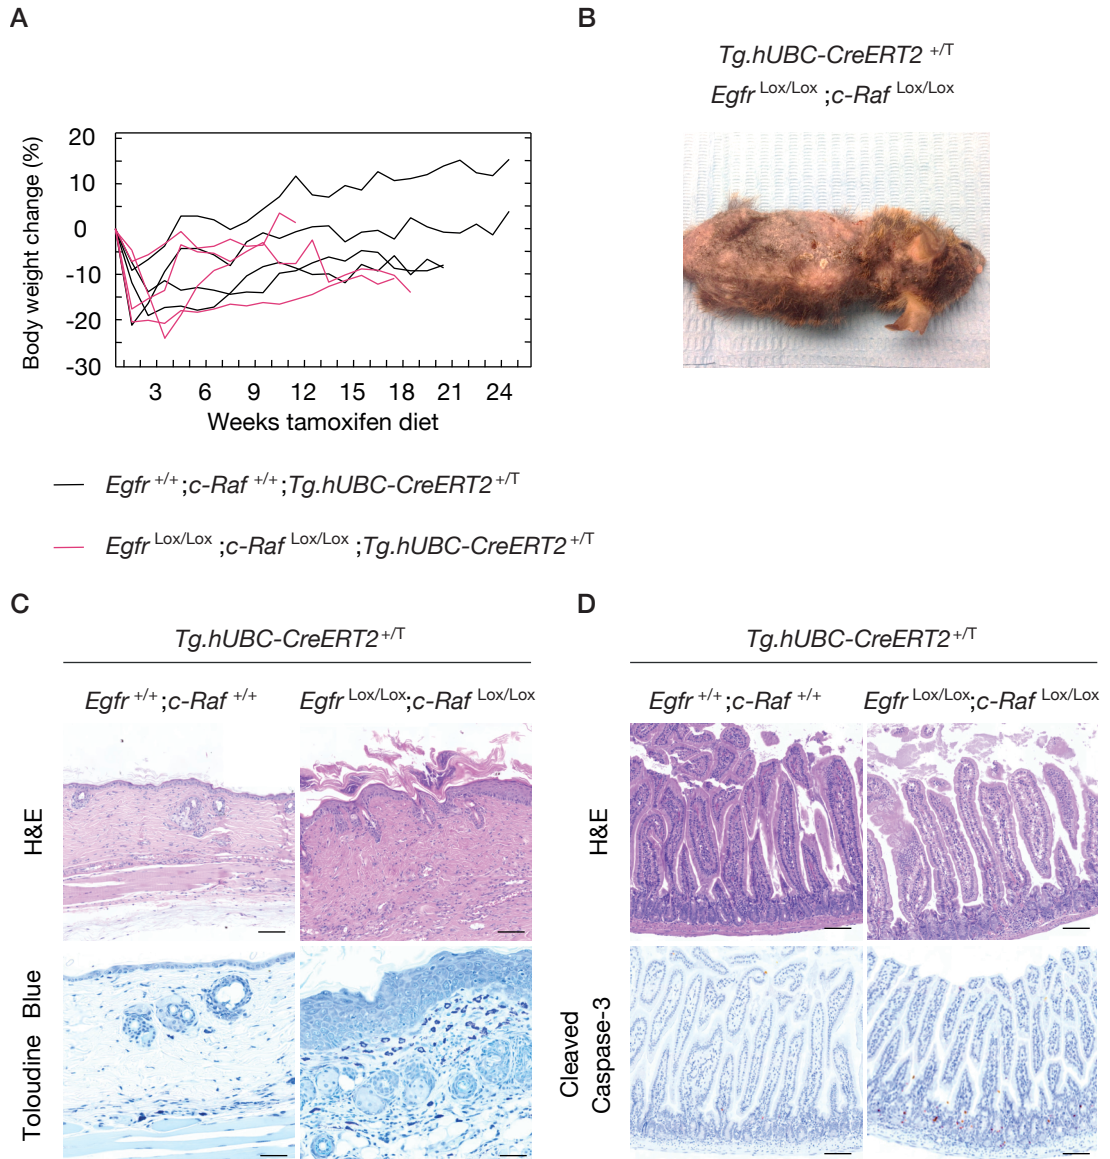 A
Body weight change (%)
20
10
0
-10
-20
-30
3 6 9 12 15 18 21 24
Weeks tamoxifen diet
Egfr +/+;c-Raf +/+;Tg.hUBC-CreERT2 +/T
Egfr Lox/Lox ;c-Raf Lox/Lox ;Tg.hUBC-CreERT2 +/T
B
Tg.hUBC-CreERT2 +/T
Egfr Lox/Lox ;c-Raf Lox/Lox
C
Tg.hUBC-CreERT2 +/T
Egfr +/+;c-Raf +/+
Egfr Lox/Lox;c-Raf Lox/Lox
H&E
Toloudine Blue
D
Tg.hUBC-CreERT2 +/T
Egfr +/+;c-Raf +/+
Egfr Lox/Lox;c-Raf Lox/Lox
H&E
Cleaved
Caspase-3